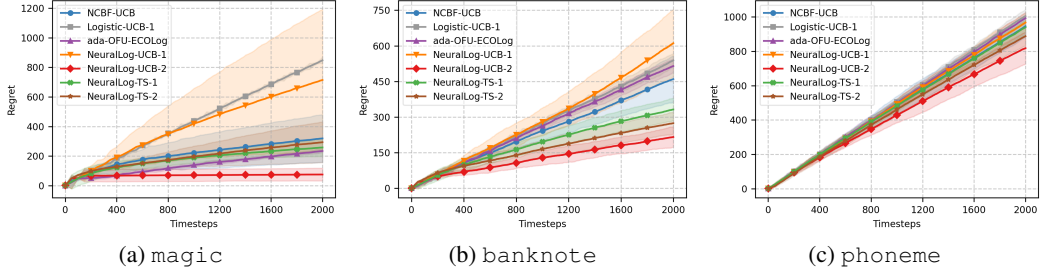 1200
1000
800
600
400
200
0
Regret
NCBF-UCB
Logistic-UCB-1
ada-OFU-ECOLog
NeuralLog-UCB-1
NeuralLog-UCB-2
NeuralLog-TS-1
NeuralLog-TS-2
0 400 800 1200 1600 2000
Timesteps
(a) magic
750
600
450
300
150
0
Regret
NCBF-UCB
Logistic-UCB-1
ada-OFU-ECOLog
NeuralLog-UCB-1
NeuralLog-UCB-2
NeuralLog-TS-1
NeuralLog-TS-2
0 400 800 1200 1600 2000
Timesteps
(b) banknote
1000
800
600
400
200
0
Regret
NCBF-UCB
Logistic-UCB-1
ada-OFU-ECOLog
NeuralLog-UCB-1
NeuralLog-UCB-2
NeuralLog-TS-1
NeuralLog-TS-2
0 400 800 1200 1600 2000
Timesteps
(c) phoneme